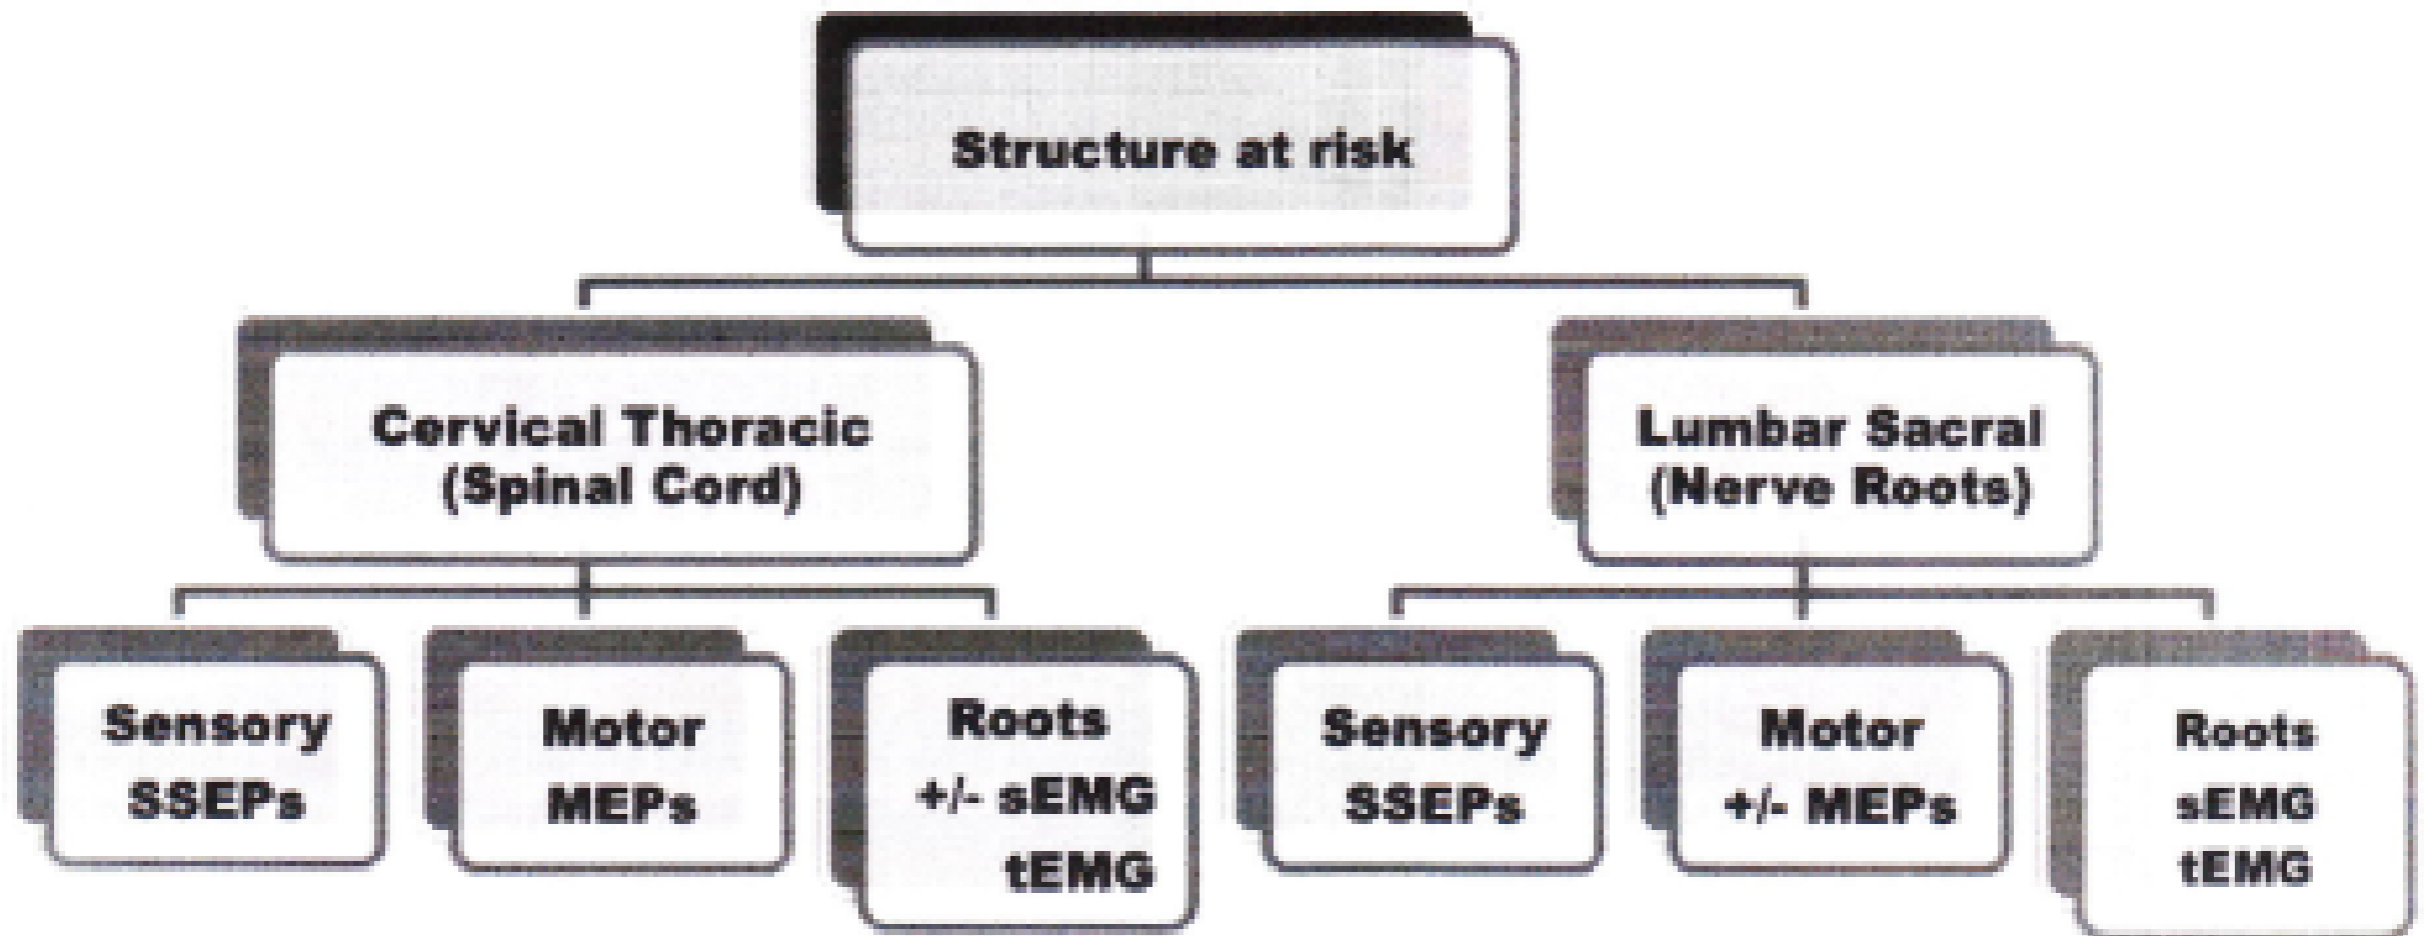 Structure at risk
Cervical Thoracic
(Spinal Cord)
Lumbar Sacral
(Nerve Roots)
Sensory
SSEPs
Motor
MEPs
Roots
+/- sEMG
tEMG
Sensory
SSEPs
Motor
+/- MEPs
Roots
sEMG
tEMG